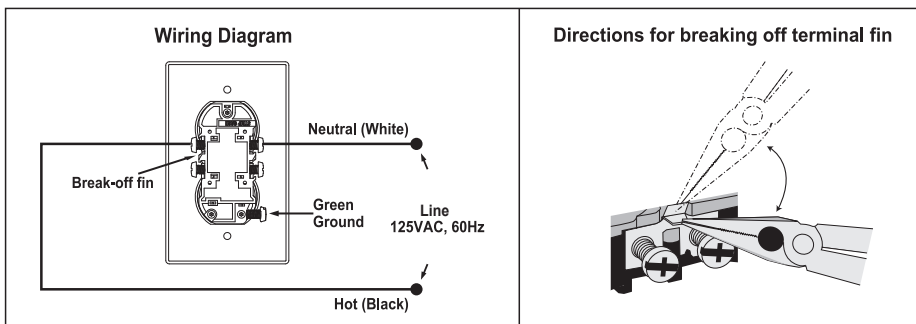 Wiring Diagram
Neutral (White)
Break-off fin
Green
Ground
Line
125VAC, 60Hz
Hot (Black)
Directions for breaking off terminal fin